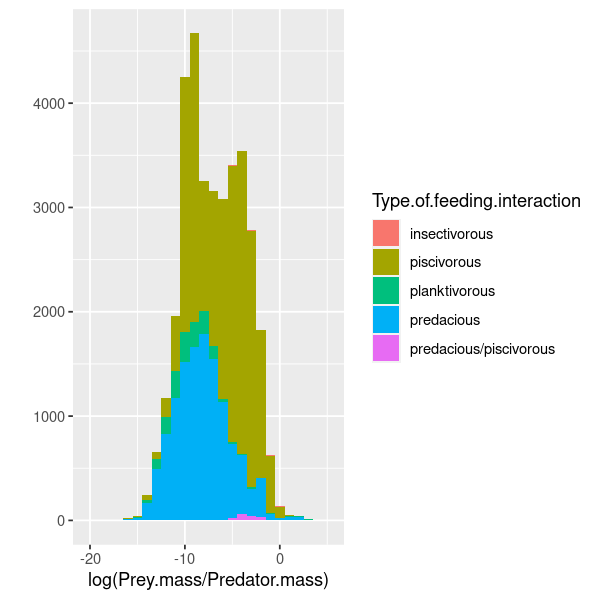 4000
3000
2000
1000
0
-20 -10 0
log(Prey.mass/Predator.mass)
Type.of.feeding.interaction
insectivorous
piscivorous
planktivorous
predacious
predacious/piscivorous